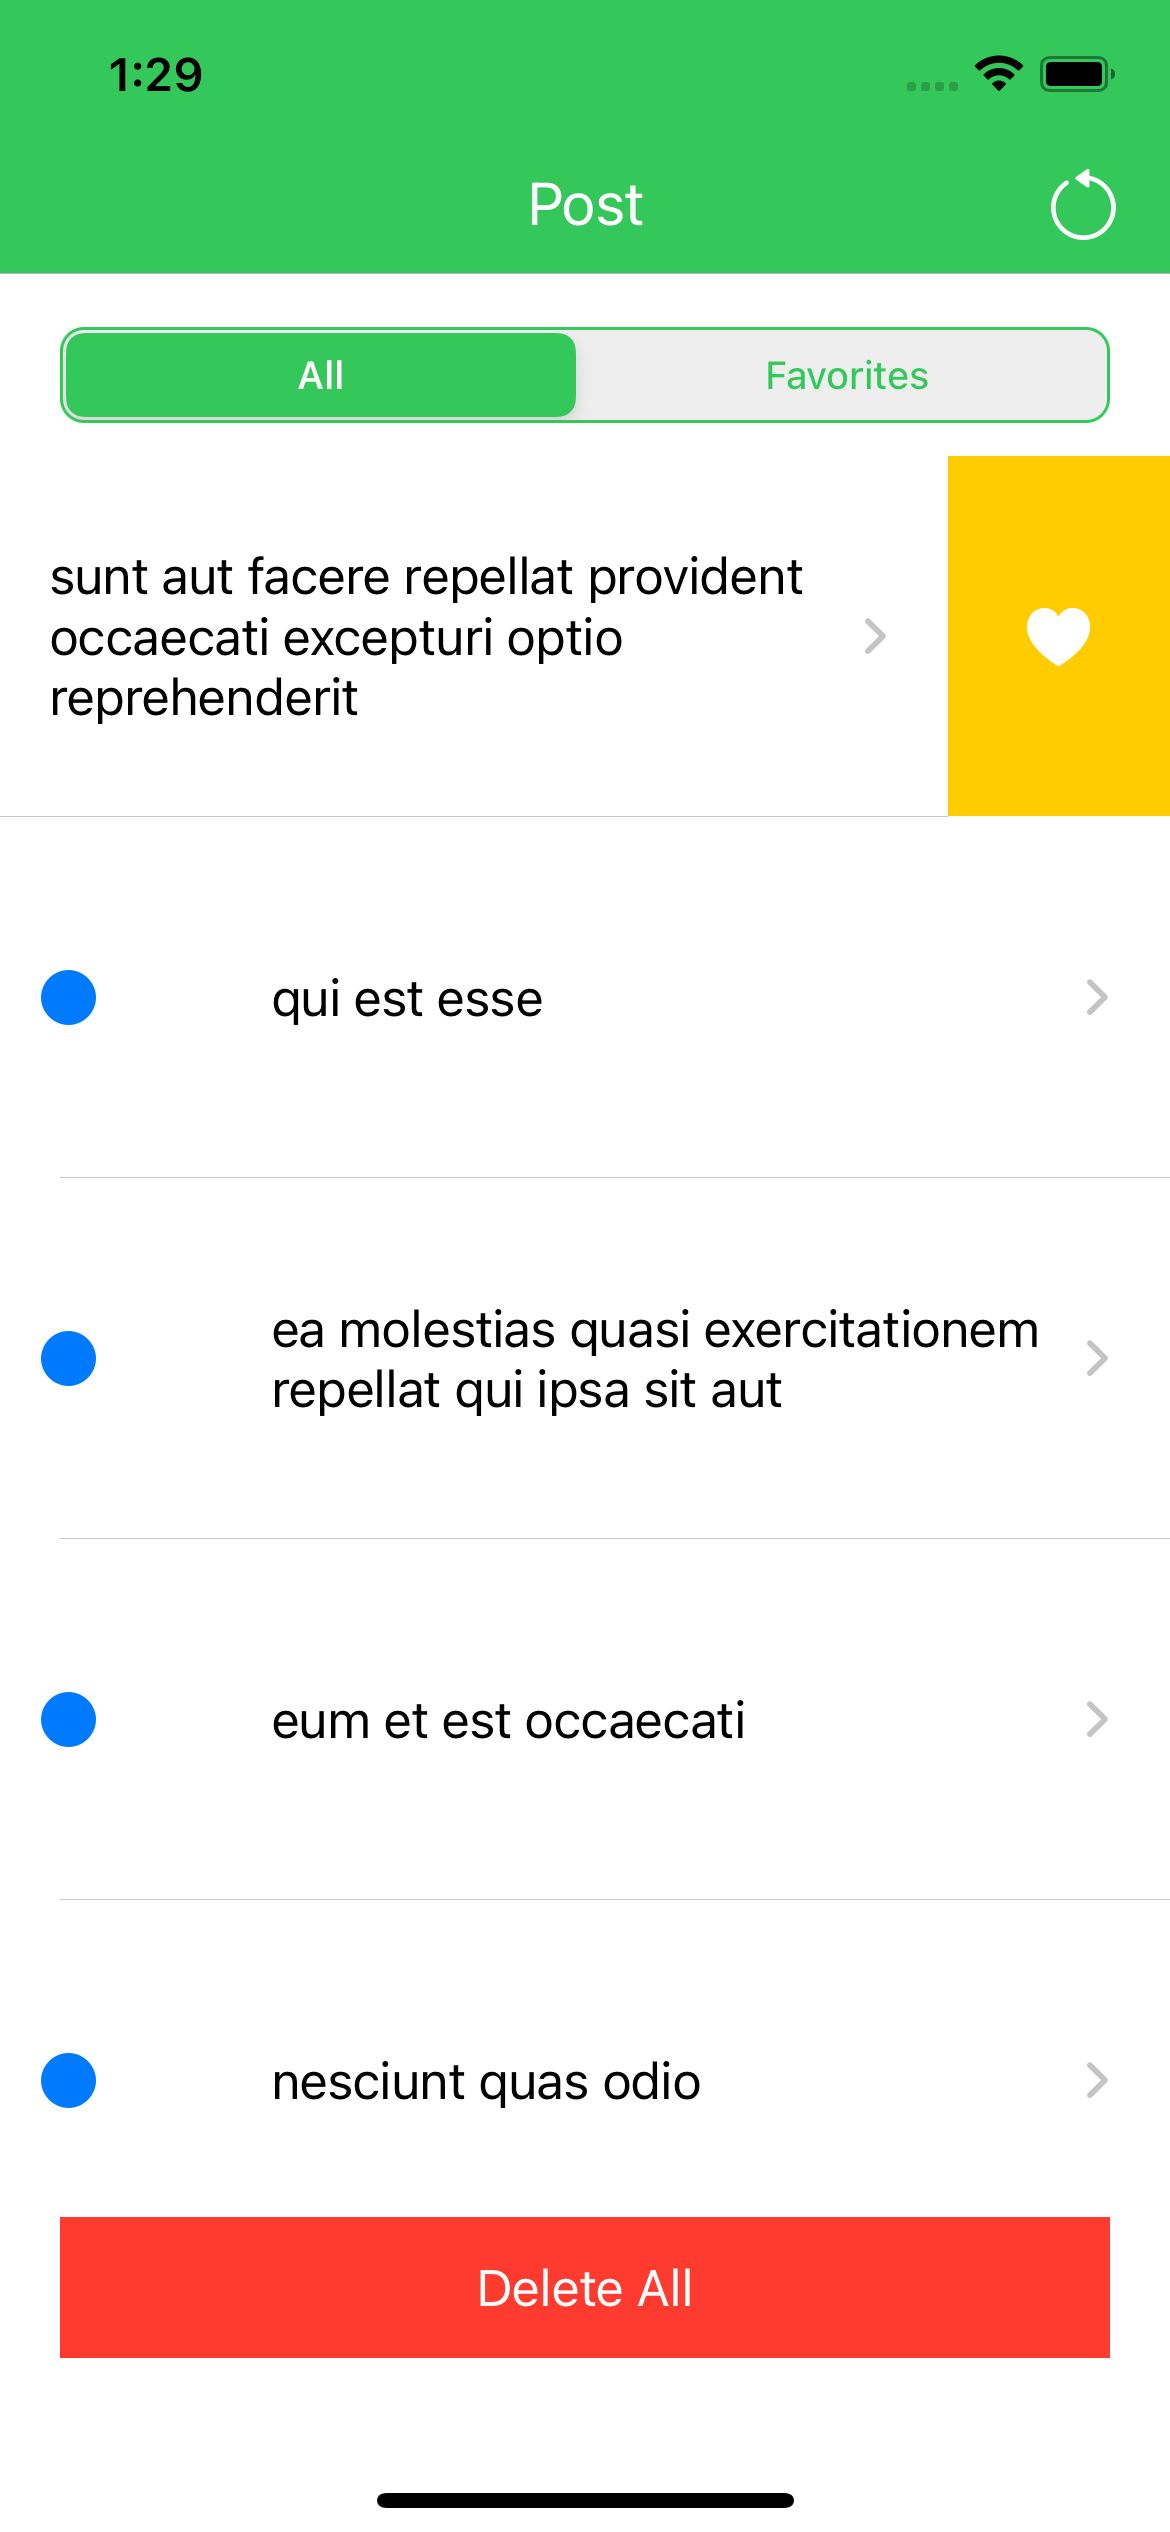 1:29
Post
All
Favorites
sunt aut facere repellat provident
occaecati excepturi optio
reprehenderit
qui est esse
ea molestias quasi exercitationem
repellat qui ipsa sit aut
eum et est occaecati
nesciunt quas odio
Delete All